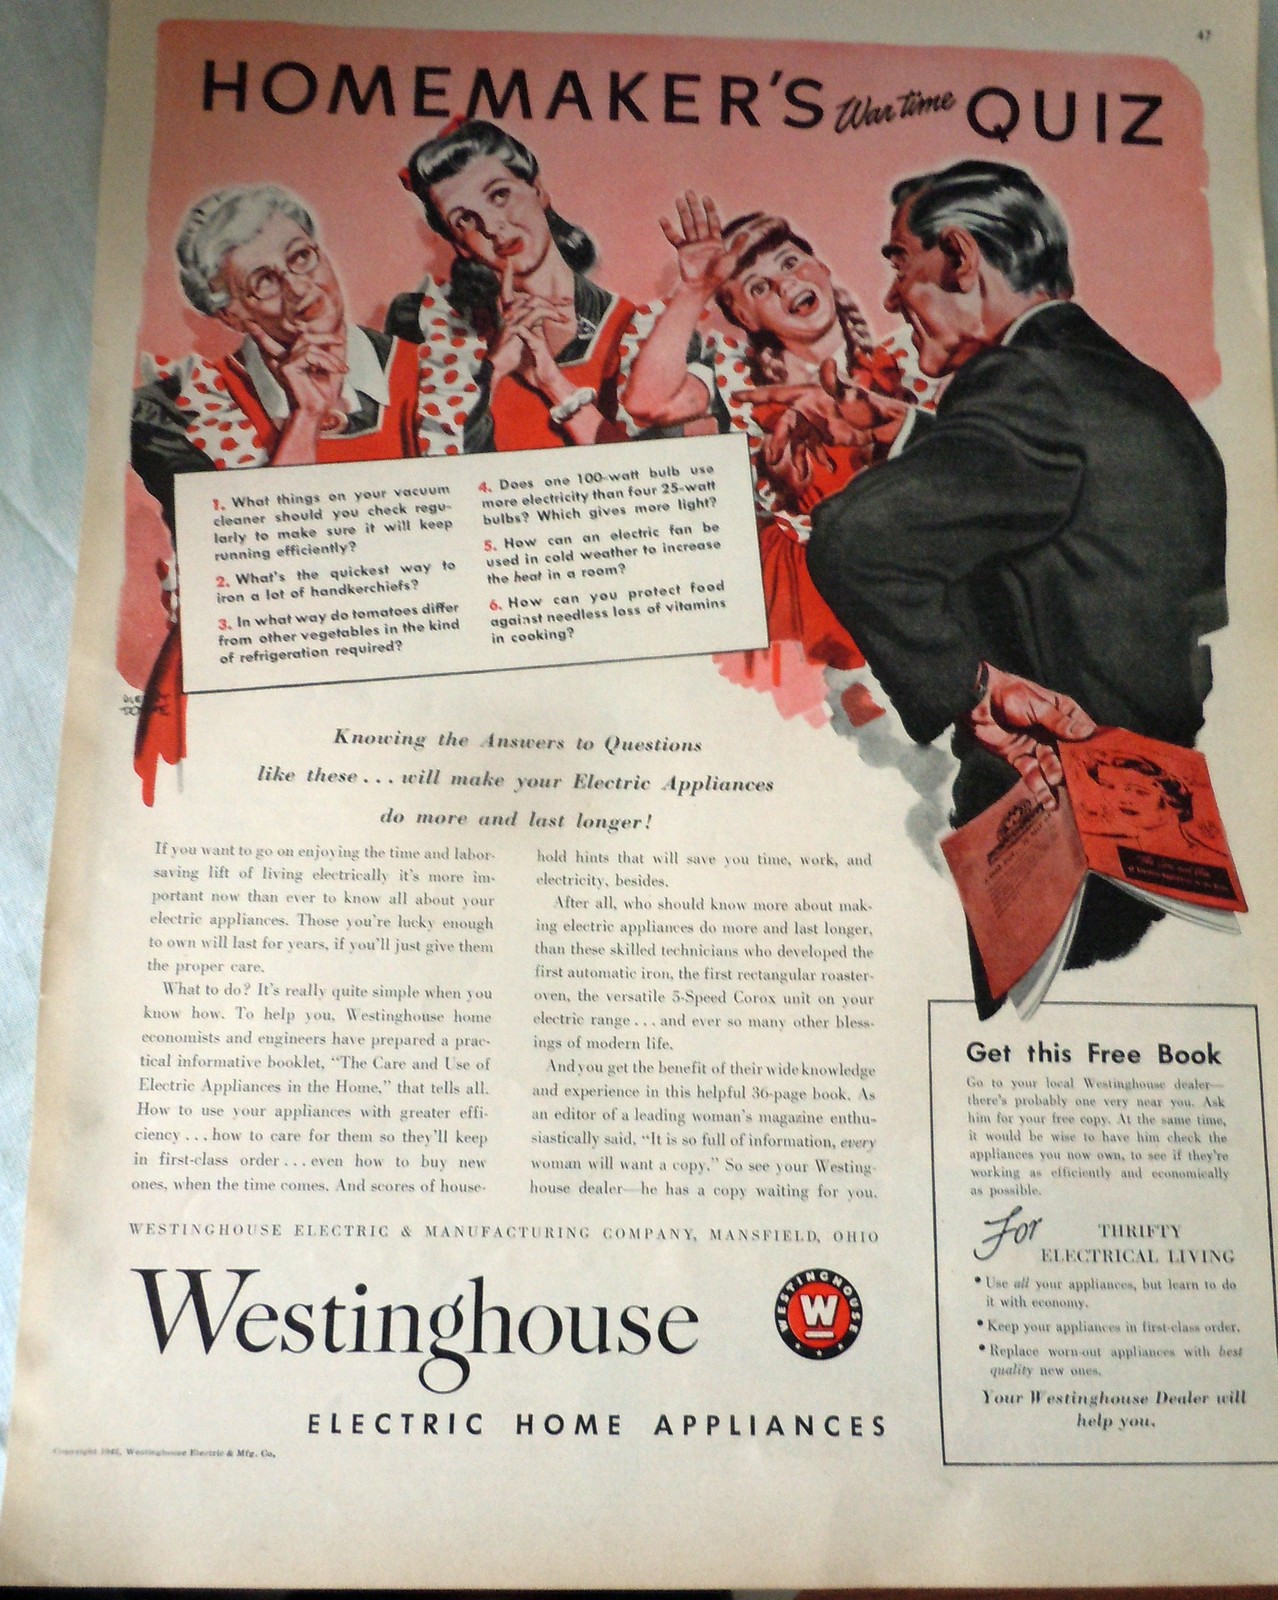 47
HOMEMAKER'S War time QUIZ
1. What things on your vacuum
cleaner should you check regu-
larly to make sure it will keep
running efficiently?
2. What's the quickest way to
iron a lot of handkerchiefs?
3. In what way do tomatoes differ
from other vegetables in the kind
of refrigeration required?
4. Does one 100-watt bulb use
more electricity than four 25-watt
bulbs? Which gives more light?
5. How can an electric fan be
used in cold weather to increase
the heat in a room?
6. How can you protect food
against needless loss of vitamins
in cooking?
Knowing the Answers to Questions
like these... will make your Electric Appliances
do more and last longer!
If you want to go on enjoying the time and labor-
saving lift of living electrically it's more im-
portant now than ever to know all about your
electric appliances. Those you're lucky enough
to own will last for years, if you'll just give them
the proper care.
What to do? It's really quite simple when you
know how. To help you, Westinghouse home
economists and engineers have prepared a prac-
tical informative booklet, "The Care and Use of
Electric Appliances in the Home," that tells all.
How to use your appliances with greater effi-
ciency... how to care for them so they'll keep
in first-class order... even how to buy new
ones, when the time comes. And scores of house-
hold hints that will save you time, work, and
electricity, besides.
After all, who should know more about mak-
ing electric appliances do more and last longer,
than these skilled technicians who developed the
first automatic iron, the first rectangular roaster-
oven, the versatile 5-Speed Corox unit on your
electric range... and ever so many other bless-
ings of modern life.
And you get the benefit of their wide knowledge
and experience in this helpful 36-page book. As
an editor of a leading woman's magazine enthu-
siastically said, "It is so full of information, every
woman will want a copy." So see your Westing-
house dealer—he has a copy waiting for you.
WESTINGHOUSE ELECTRIC & MANUFACTURING COMPANY, MANSFIELD, OHIO
Westinghouse
WESTINGHOUSE
W
ELECTRIC HOME APPLIANCES
Westinghouse Electric & Mfg. Co.
Get this Free Book
Go to your local Westinghouse dealer—
there's probably one very near you. Ask
him for your free copy. At the same time,
it would be wise to have him check the
appliances you now own, to see if they're
working as efficiently and economically
as possible.
For THRIFTY
ELECTRICAL LIVING
• Use all your appliances, but learn to do
it with economy.
• Keep your appliances in first-class order.
• Replace worn-out appliances with best
quality new ones.
Your Westinghouse Dealer will
help you.